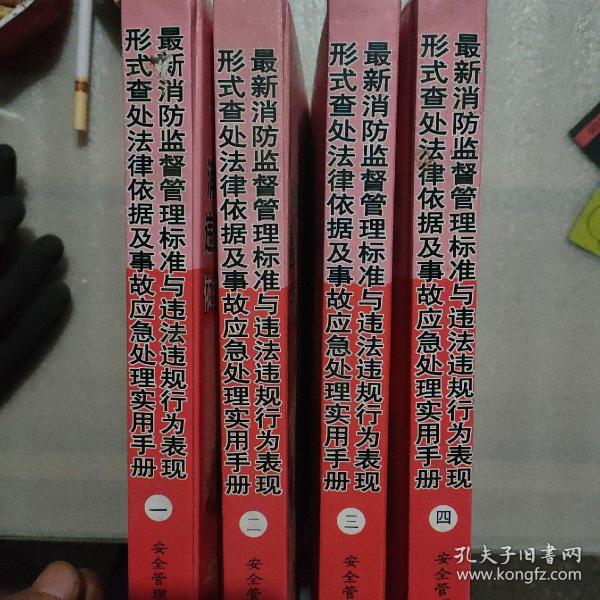 最新消防监督管理标准与违法违规行为表现
形式查处法律依据及事故应急处理实用手册
一
安全管理
最新消防监督管理标准与违法违规行为表现
形式查处法律依据及事故应急处理实用手册
二
安全管
最新消防监督管理标准与违法违规行为表现
形式查处法律依据及事故应急处理实用手册
三
安全管
最新消防监督管理标准与违法违规行为表现
形式查处法律依据及事故应急处理实用手册
四
安全管
孔夫子旧书网
www.kongfz.com